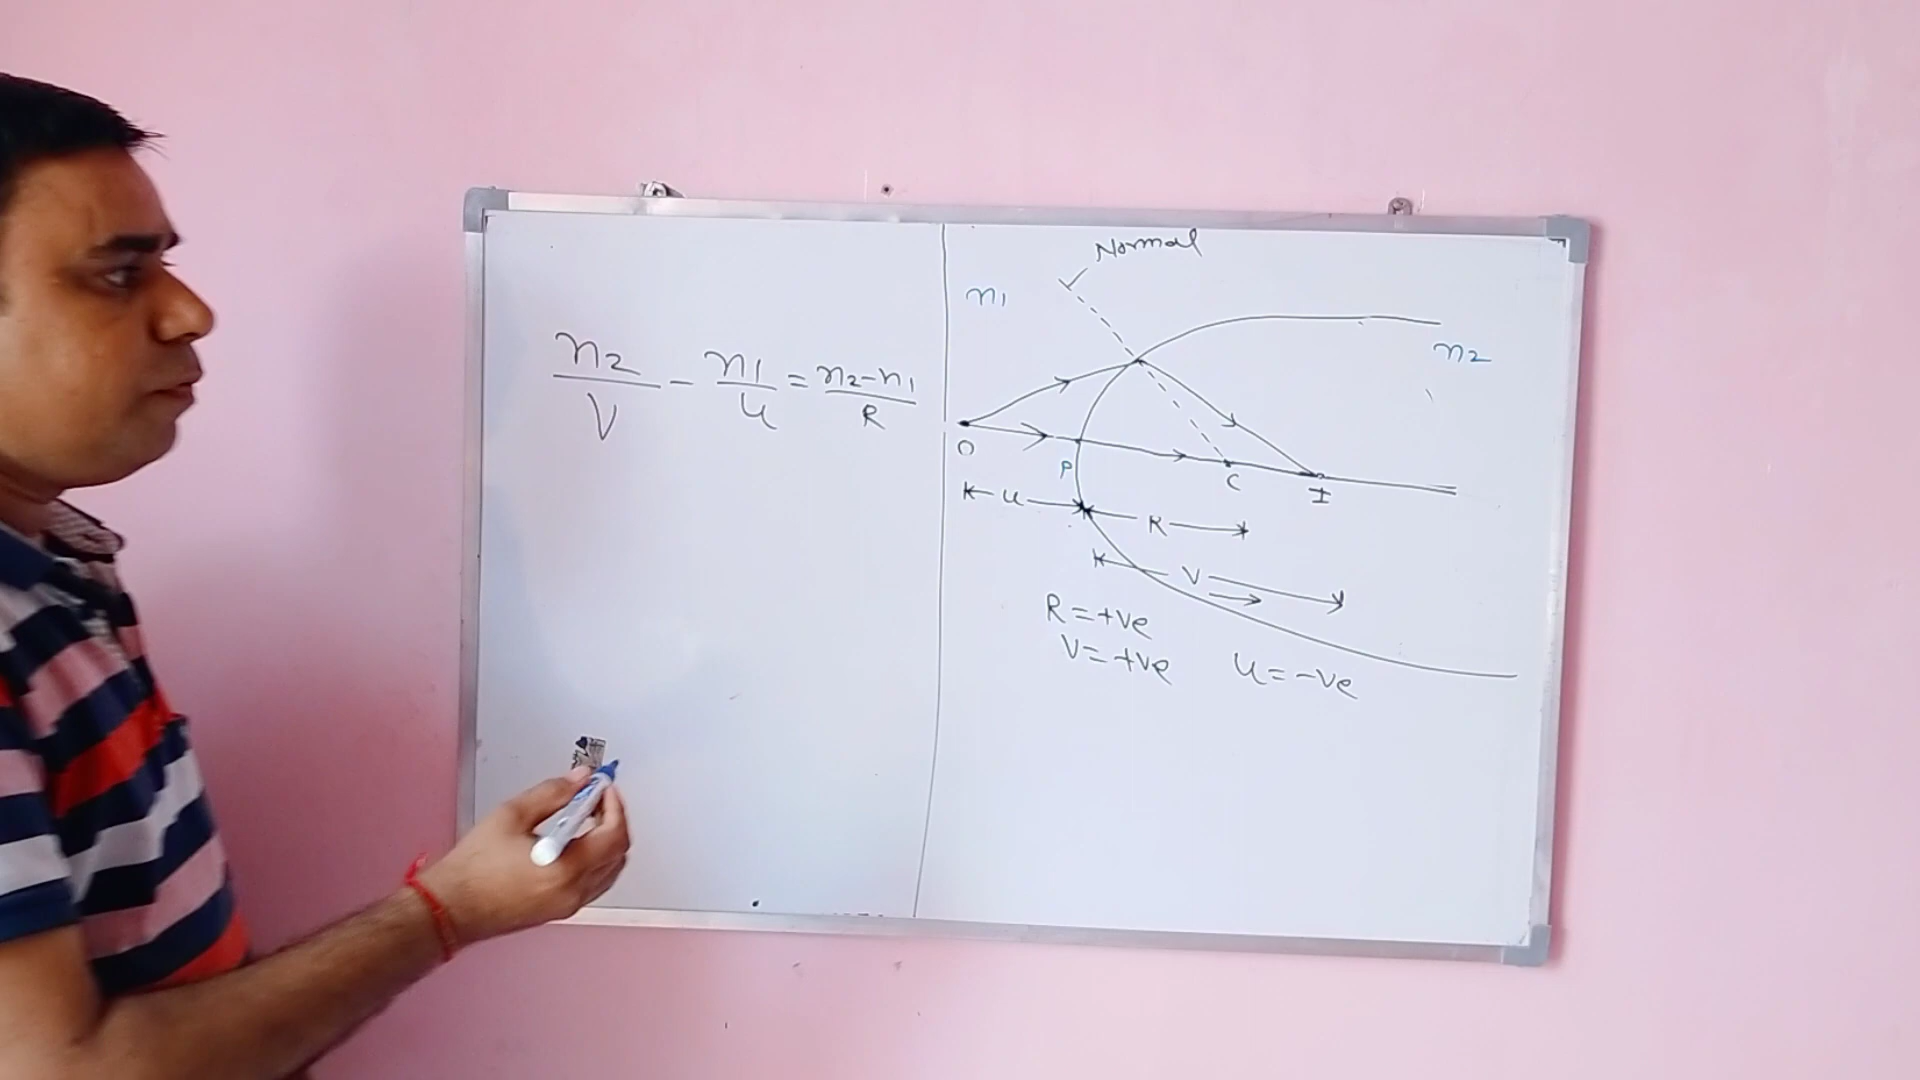 n2/V - n1/u = n2-n1/R
Normal
n1
n2
O
P
C
I
u
R
V
R=+ve
V=+ve
u=-ve